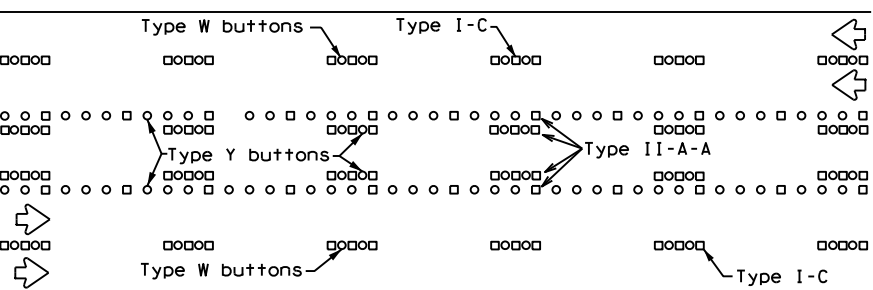 Type W buttons
Type I-C
Type Y buttons
Type II-A-A
Type W buttons
Type I-C